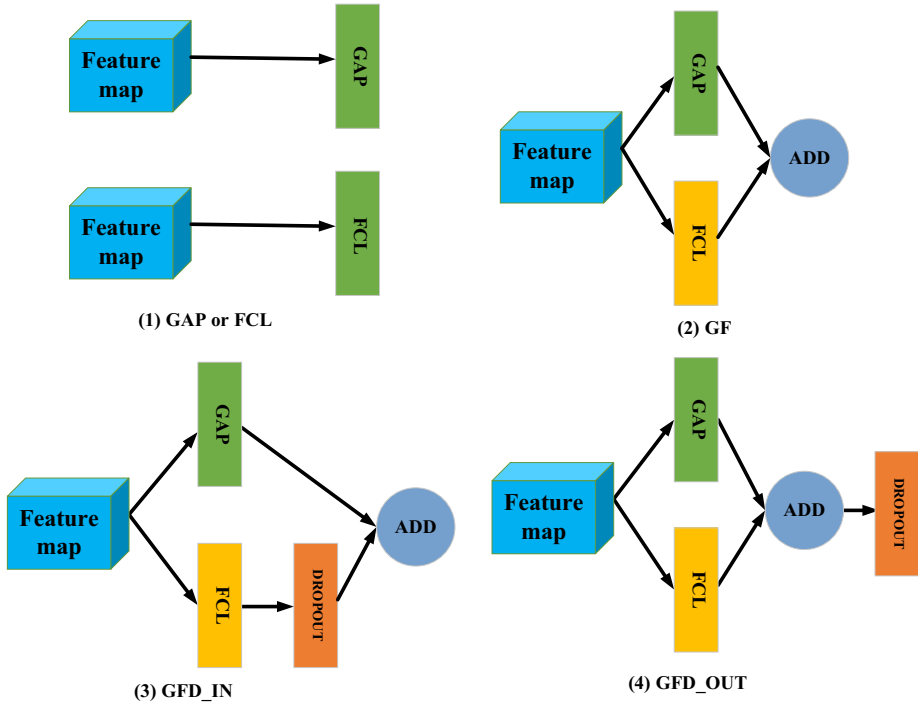 Feature
map
GAP
Feature
map
FCL
(1) GAP or FCL
Feature
map
GAP
FCL
ADD
(2) GF
Feature
map
GAP
FCL
DROPOUT
ADD
(3) GFD_IN
Feature
map
GAP
FCL
ADD
DROPOUT
(4) GFD_OUT